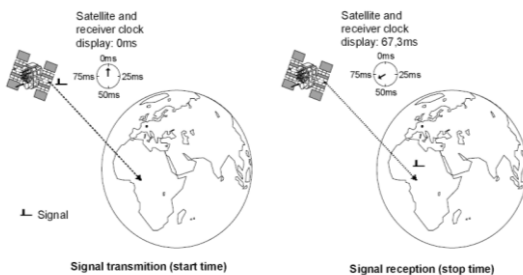 Satellite and
receiver clock
display: 0ms
0ms
75ms
25ms
50ms
Signal
Signal transmition (start time)
Satellite and
receiver clock
display: 67,3ms
0ms
75ms
25ms
50ms
Signal reception (stop time)